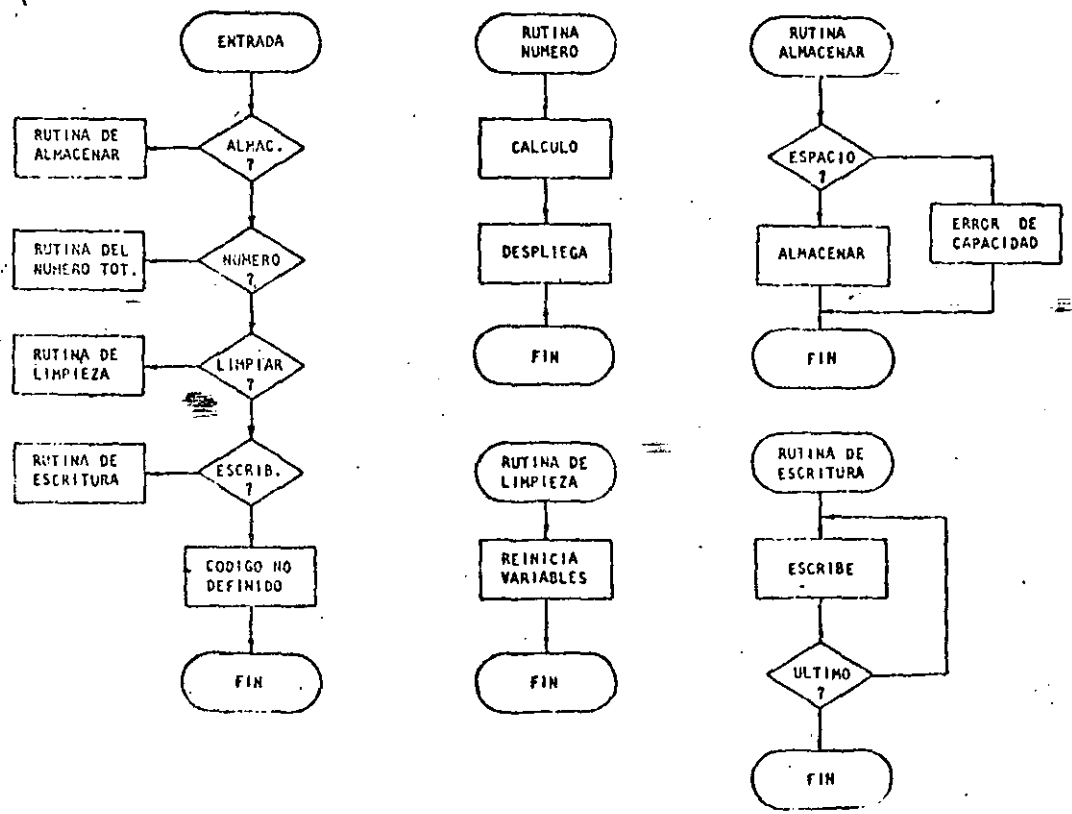 ENTRADA
RUTINA DE
ALMACENAR
ALMAC.
?
RUTINA DEL
NUMERO TOT.
NUMERO
?
RUTINA DE
LIMPIEZA
LIMPIAR
?
RUTINA DE
ESCRITURA
ESCRIB.
?
CODIGO NO
DEFINIDO
FIN
RUTINA
NUMERO
CALCULO
DESPLIEGA
FIN
RUTINA
ALMACENAR
ESPACIO
?
ERROR DE
CAPACIDAD
ALMACENAR
FIN
RUTINA DE
LIMPIEZA
REINICIA
VARIABLES
FIN
RUTINA DE
ESCRITURA
ESCRIBE
ULTIMO
?
FIN